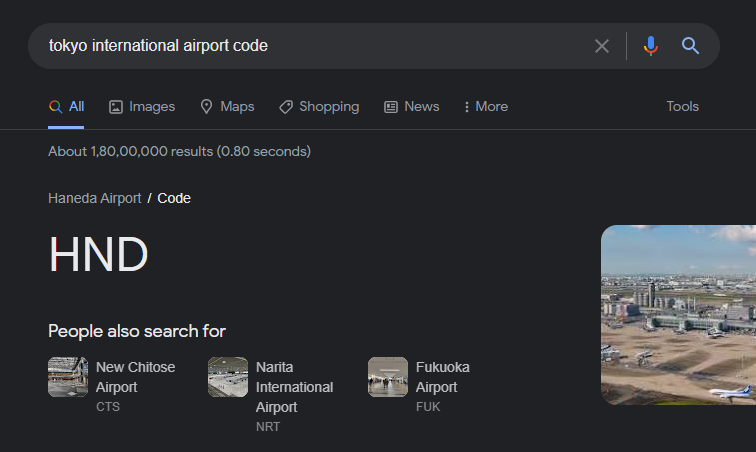 tokyo international airport code
All Images Maps Shopping News More Tools
About 1,80,00,000 results (0.80 seconds)
Haneda Airport / Code
HND
People also search for
New Chitose
Airport
CTS
Narita
International
Airport
NRT
Fukuoka
Airport
FUK